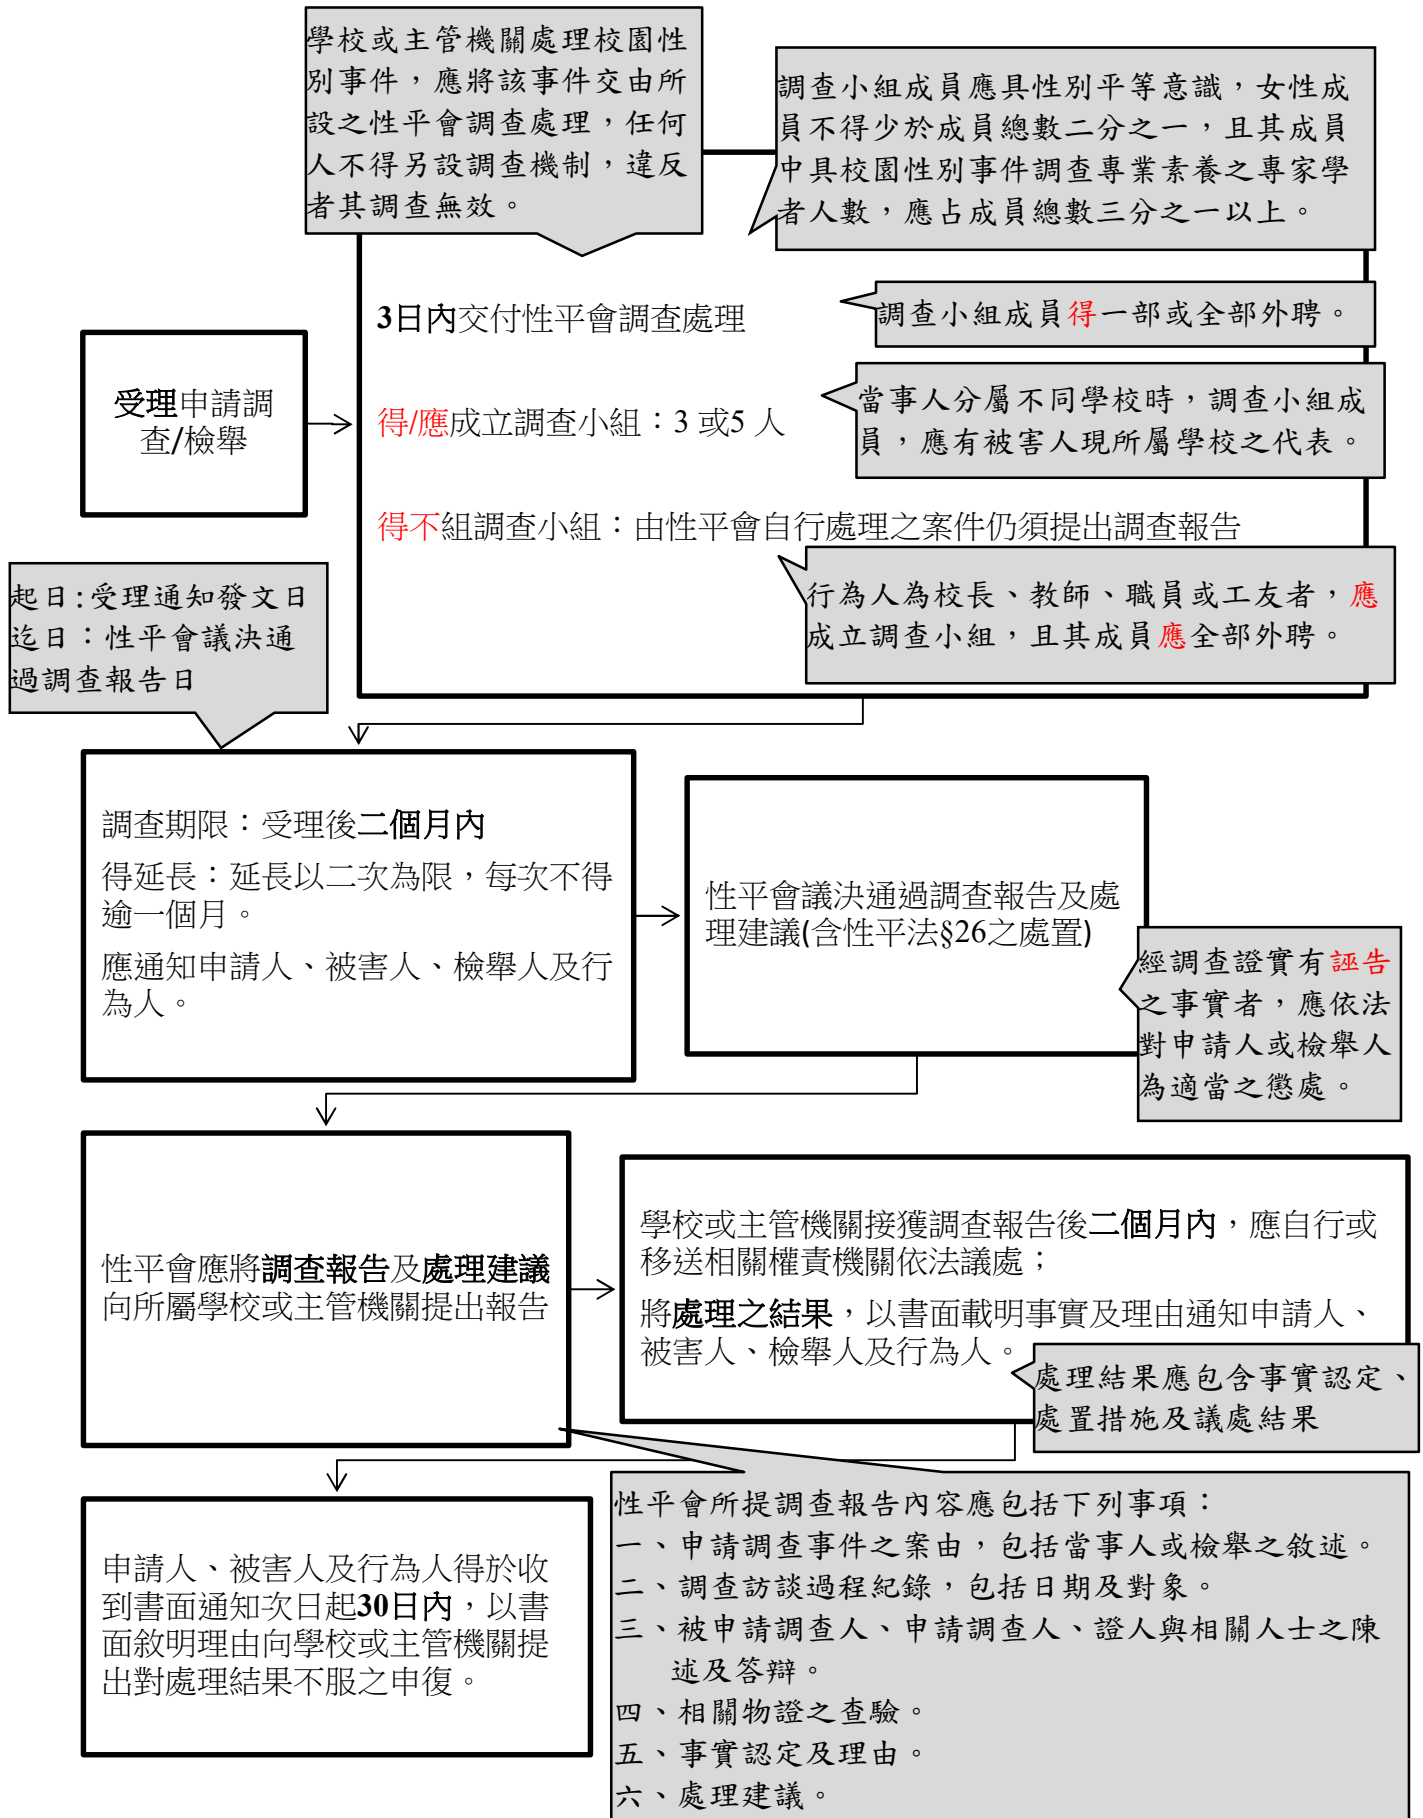 學校或主管機關處理校園性
別事件，應將該事件交由所
設之性平會調查處理，任何
人不得另設調查機制，違反
者其調查無效。
調查小組成員應具性別平等意識，女性成
員不得少於成員總數二分之一，且其成員
中具校園性別事件調查專業素養之專家學
者人數，應占成員總數三分之一以上。
3日內交付性平會調查處理
調查小組成員得一部或全部外聘。
受理申請調
查/檢舉
得/應成立調查小組：3 或5 人
當事人分屬不同學校時，調查小組成
員，應有被害人現所屬學校之代表。
得不組調查小組：由性平會自行處理之案件仍須提出調查報告
行為人為校長、教師、職員或工友者，應
成立調查小組，且其成員應全部外聘。
起日:受理通知發文日
迄日：性平會議決通
過調查報告日
調查期限：受理後二個月內
得延長：延長以二次為限，每次不得
逾一個月。
應通知申請人、被害人、檢舉人及行
為人。
性平會議決通過調查報告及處
理建議(含性平法§26之處置)
經調查證實有誣告
之事實者，應依法
對申請人或檢舉人
為適當之懲處。
性平會應將調查報告及處理建議
向所屬學校或主管機關提出報告
學校或主管機關接獲調查報告後二個月內，應自行或
移送相關權責機關依法議處；
將處理之結果，以書面載明事實及理由通知申請人、
被害人、檢舉人及行為人。
處理結果應包含事實認定、
處置措施及議處結果
申請人、被害人及行為人得於收
到書面通知次日起30日內，以書
面敘明理由向學校或主管機關提
出對處理結果不服之申復。
性平會所提調查報告內容應包括下列事項：
一、申請調查事件之案由，包括當事人或檢舉之敘述。
二、調查訪談過程紀錄，包括日期及對象。
三、被申請調查人、申請調查人、證人與相關人士之陳
述及答辯。
四、相關物證之查驗。
五、事實認定及理由。
六、處理建議。